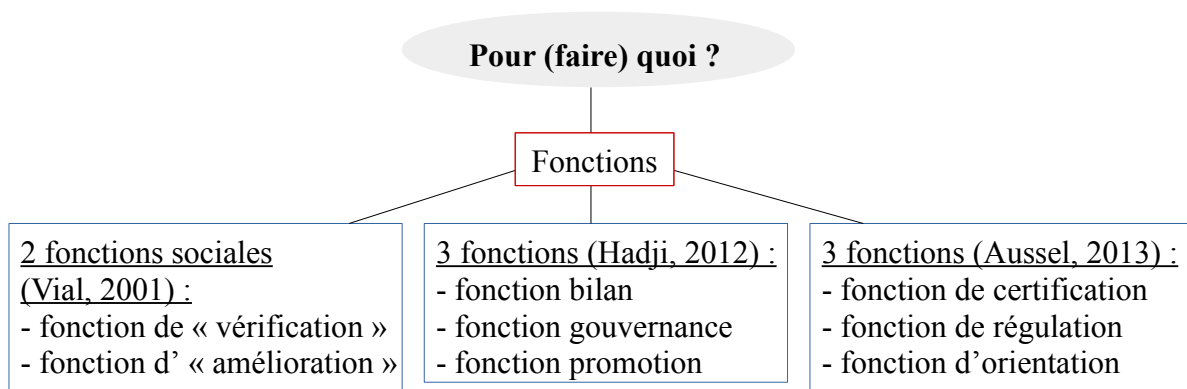 Pour (faire) quoi ?
Fonctions
2 fonctions sociales
(Vial, 2001) :
- fonction de « vérification »
- fonction d’ « amélioration »
3 fonctions (Hadji, 2012) :
- fonction bilan
- fonction gouvernance
- fonction promotion
3 fonctions (Aussel, 2013) :
- fonction de certification
- fonction de régulation
- fonction d’orientation